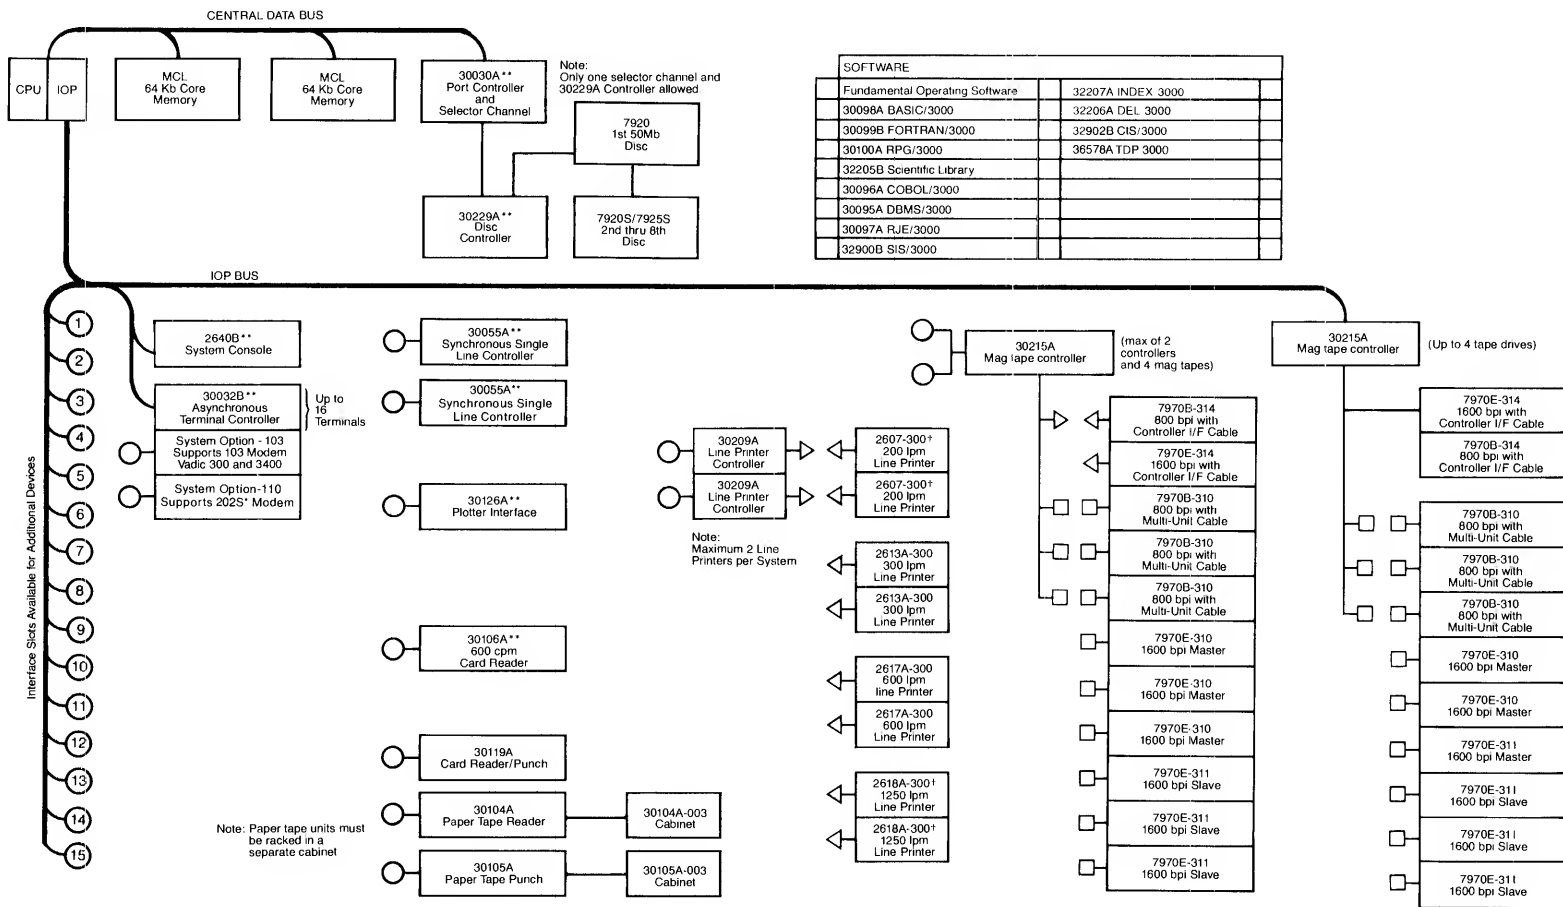 CENTRAL DATA BUS
CPU
IOP
MCL
64 Kb Core
Memory
MCL
64 Kb Core
Memory
30030A**
Port Controller
and
Selector Channel
Note:
Only one selector channel and
30229A Controller allowed
7920
1st 50Mb
Disc
30229A**
Disc
Controller
7920S/7925S
2nd thru 8th
Disc
SOFTWARE
Fundamental Operating Software
32207A INDEX 3000
30098A BASIC/3000
32206A DEL 3000
30099B FORTRAN/3000
32902B CIS/3000
30100A RPG/3000
36578A TDP 3000
32205B Scientific Library
30096A COBOL/3000
30095A DBMS/3000
30097A RJE/3000
32900B SIS/3000
IOP BUS
Interface Slots Available for Additional Devices
1
2
3
4
5
6
7
8
9
10
11
12
13
14
15
2640B**
System Console
30032B**
Asynchronous
Terminal Controller
Up to
16
Terminals
System Option - 103
Supports 103 Modem
Vadic 300 and 3400
System Option-110
Supports 202S* Modem
30055A**
Synchronous Single
Line Controller
30055A**
Synchronous Single
Line Controller
30126A**
Plotter Interface
30106A**
600 cpm
Card Reader
30119A
Card Reader/Punch
Note: Paper tape units must
be racked in a
separate cabinet
30104A
Paper Tape Reader
30104A-003
Cabinet
30105A
Paper Tape Punch
30105A-003
Cabinet
30209A
Line Printer
Controller
30209A
Line Printer
Controller
Note:
Maximum 2 Line
Printers per System
2607-300†
200 lpm
Line Printer
2607-300†
200 lpm
Line Printer
2613A-300
300 lpm
Line Printer
2613A-300
300 lpm
Line Printer
2617A-300
600 lpm
line Printer
2617A-300
600 lpm
Line Printer
2618A-300†
1250 lpm
Line Printer
2618A-300†
1250 lpm
Line Printer
30215A
Mag tape controller
(max of 2
controllers
and 4 mag tapes)
7970B-314
800 bpi with
Controller I/F Cable
7970E-314
1600 bpi with
Controller I/F Cable
7970B-310
800 bpi with
Multi-Unit Cable
7970B-310
800 bpi with
Multi-Unit Cable
7970B-310
800 bpi with
Multi-Unit Cable
7970E-310
1600 bpi Master
7970E-310
1600 bpi Master
7970E-310
1600 bpi Master
7970E-311
1600 bpi Slave
7970E-311
1600 bpi Slave
7970E-311
1600 bpi Slave
30215A
Mag tape controller
(Up to 4 tape drives)
7970E-314
1600 bpi with
Controller I/F Cable
7970B-314
800 bpi with
Controller I/F Cable
7970B-310
800 bpi with
Multi-Unit Cable
7970B-310
800 bpi with
Multi-Unit Cable
7970B-310
800 bpi with
Multi-Unit Cable
7970E-310
1600 bpi Master
7970E-310
1600 bpi Master
7970E-311
1600 bpi Master
7970E-311
1600 bpi Slave
7970E-311
1600 bpi Slave
7970E-311
1600 bpi Slave